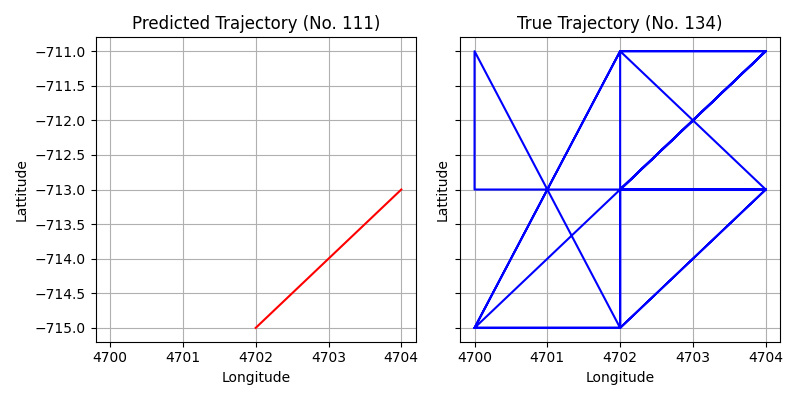 Predicted Trajectory (No. 111)
True Trajectory (No. 134)
−711.0
−711.5
−712.0
−712.5
−713.0
−713.5
−714.0
−714.5
−715.0
Lattitude
Lattitude
4700 4701 4702 4703 4704
4700 4701 4702 4703 4704
Longitude
Longitude